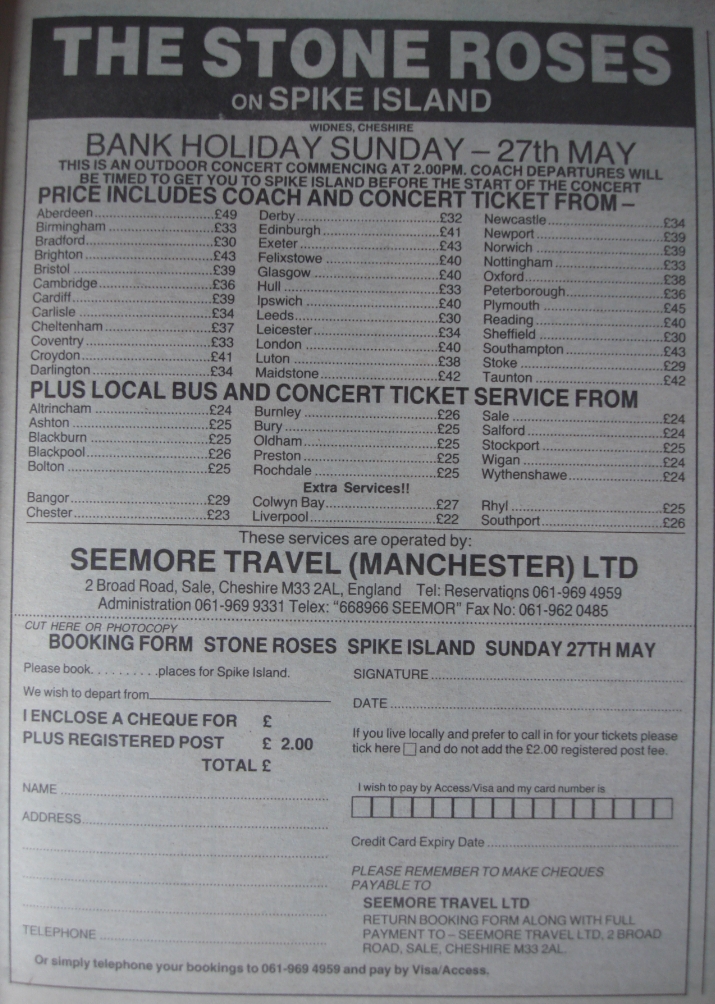 THE STONE ROSES
ON SPIKE ISLAND
WIDNES, CHESHIRE
BANK HOLIDAY SUNDAY – 27th MAY
THIS IS AN OUTDOOR CONCERT COMMENCING AT 2.00PM. COACH DEPARTURES WILL
BE TIMED TO GET YOU TO SPIKE ISLAND BEFORE THE START OF THE CONCERT
PRICE INCLUDES COACH AND CONCERT TICKET FROM –
Aberdeen £49
Birmingham £33
Bradford £30
Brighton £43
Bristol £39
Cambridge £36
Cardiff £39
Carlisle £34
Cheltenham £37
Coventry £33
Croydon £41
Darlington £34
Derby £32
Edinburgh £41
Exeter £43
Felixstowe £40
Glasgow £40
Hull £33
Ipswich £40
Leeds £30
Leicester £34
London £40
Luton £38
Maidstone £42
Newcastle £34
Newport £39
Norwich £39
Nottingham £33
Oxford £38
Peterborough £36
Plymouth £45
Reading £40
Sheffield £30
Southampton £43
Stoke £29
Taunton £42
PLUS LOCAL BUS AND CONCERT TICKET SERVICE FROM
Altrincham £24
Ashton £25
Blackburn £25
Blackpool £26
Bolton £25
Burnley £26
Bury £25
Oldham £25
Preston £25
Rochdale £25
Sale £24
Salford £24
Stockport £25
Wigan £24
Wythenshawe £24
Extra Services!!
Bangor £29
Chester £23
Colwyn Bay £27
Liverpool £22
Rhyl £25
Southport £26
These services are operated by:
SEEMORE TRAVEL (MANCHESTER) LTD
2 Broad Road, Sale, Cheshire M33 2AL, England Tel: Reservations 061-969 4959
Administration 061-969 9331 Telex: "668966 SEEMOR" Fax No: 061-962 0485
CUT HERE OR PHOTOCOPY
BOOKING FORM STONE ROSES SPIKE ISLAND SUNDAY 27TH MAY
Please book..........places for Spike Island.
We wish to depart from
I ENCLOSE A CHEQUE FOR £
PLUS REGISTERED POST £ 2.00
TOTAL £
NAME
ADDRESS
TELEPHONE
SIGNATURE
DATE
If you live locally and prefer to call in for your tickets please
tick here and do not add the £2.00 registered post fee.
I wish to pay by Access/Visa and my card number is
Credit Card Expiry Date
PLEASE REMEMBER TO MAKE CHEQUES
PAYABLE TO
SEEMORE TRAVEL LTD
RETURN BOOKING FORM ALONG WITH FULL
PAYMENT TO – SEEMORE TRAVEL LTD, 2 BROAD
ROAD, SALE, CHESHIRE M33 2AL.
Or simply telephone your bookings to 061-969 4959 and pay by Visa/Access.